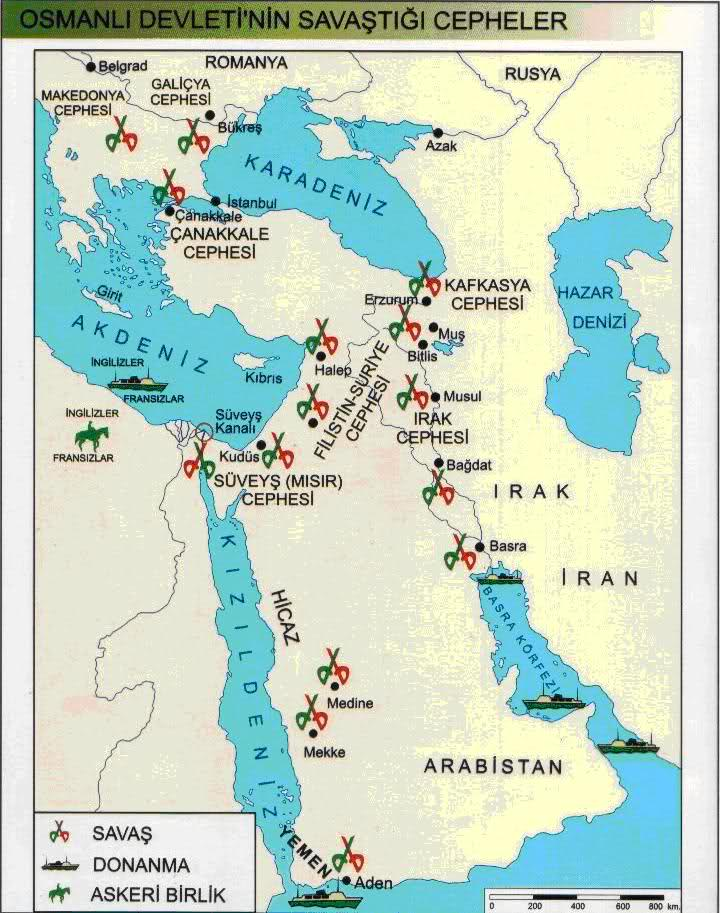 OSMANLI DEVLETİ'NİN SAVAŞTIĞI CEPHELER
Belgrad
ROMANYA
RUSYA
MAKEDONYA
CEPHESİ
GALİÇYA
CEPHESİ
Bükreş
Azak
KARADENİZ
İstanbul
Çanakkale
ÇANAKKALE
CEPHESİ
KAFKASYA
CEPHESİ
Erzurum
Muş
Bitlis
HAZAR
DENİZİ
Girit
AKDENİZ
Halep
Kıbrıs
İNGİLİZLER
FRANSIZLAR
FİLİSTİN-SURİYE
CEPHESİ
Musul
IRAK
CEPHESİ
İNGİLİZLER
FRANSIZLAR
Süveyş
Kanalı
Kudüs
SÜVEYŞ (MISIR)
CEPHESİ
Bağdat
IRAK
Basra
İRAN
KIZILDENİZ
HİCAZ
BASRA KÖRFEZİ
Medine
Mekke
ARABİSTAN
YEMEN
Aden
SAVAŞ
DONANMA
ASKERİ BİRLİK
0 200 400 600 800 km.